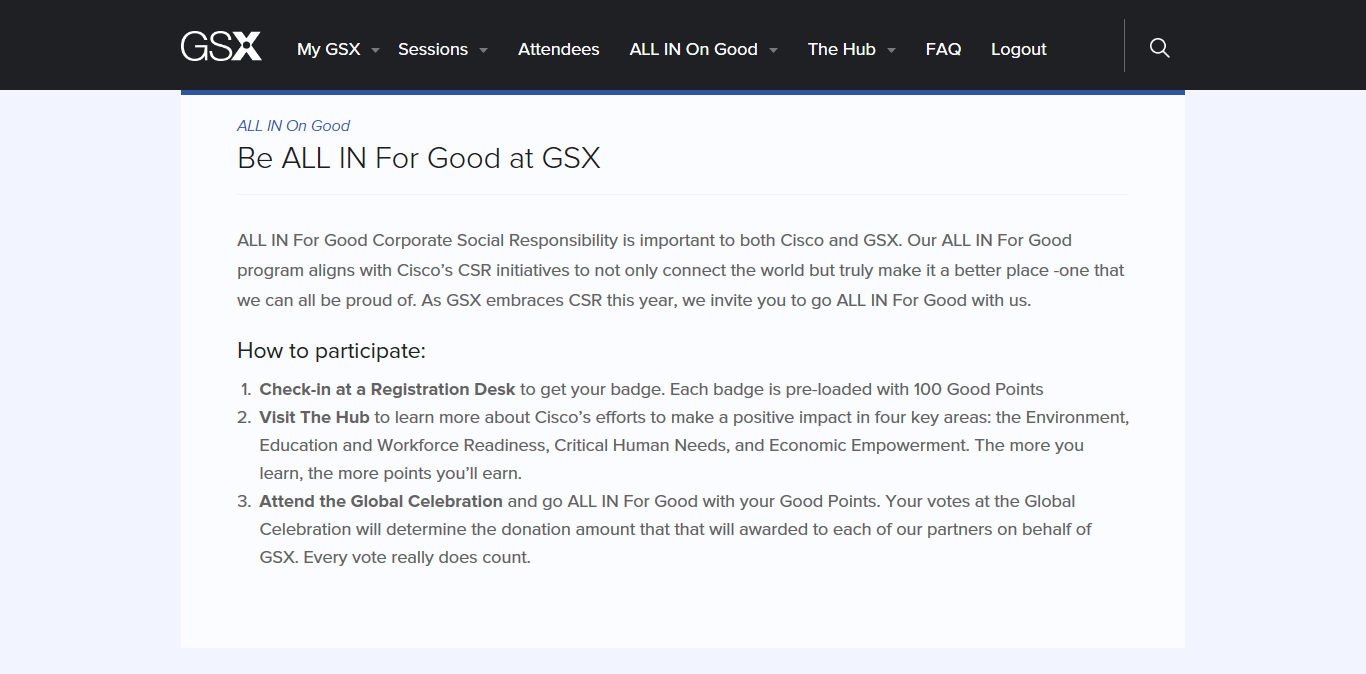 GSX My GSX Sessions Attendees ALL IN On Good The Hub FAQ Logout
ALL IN On Good
Be ALL IN For Good at GSX
ALL IN For Good Corporate Social Responsibility is important to both Cisco and GSX. Our ALL IN For Good
program aligns with Cisco’s CSR initiatives to not only connect the world but truly make it a better place -one that
we can all be proud of. As GSX embraces CSR this year, we invite you to go ALL IN For Good with us.
How to participate:
1. Check-in at a Registration Desk to get your badge. Each badge is pre-loaded with 100 Good Points
2. Visit The Hub to learn more about Cisco’s efforts to make a positive impact in four key areas: the Environment,
Education and Workforce Readiness, Critical Human Needs, and Economic Empowerment. The more you
learn, the more points you’ll earn.
3. Attend the Global Celebration and go ALL IN For Good with your Good Points. Your votes at the Global
Celebration will determine the donation amount that that will awarded to each of our partners on behalf of
GSX. Every vote really does count.